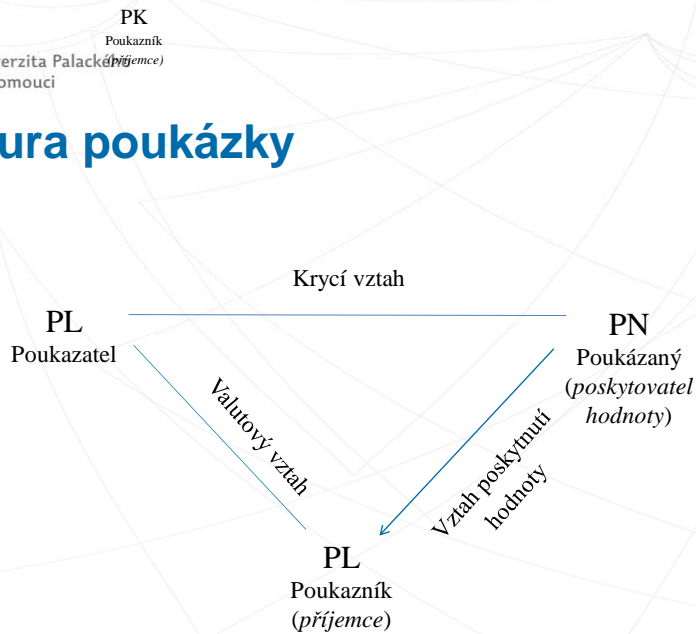 PK
Poukazník
(příjemce)
erzita Palackého
omouci
ura poukázky
Krycí vztah
PL
Poukazatel
PN
Poukázaný
(poskytovatel
hodnoty)
Valutový vztah
Vztah poskytnutí
hodnoty
PL
Poukazník
(příjemce)